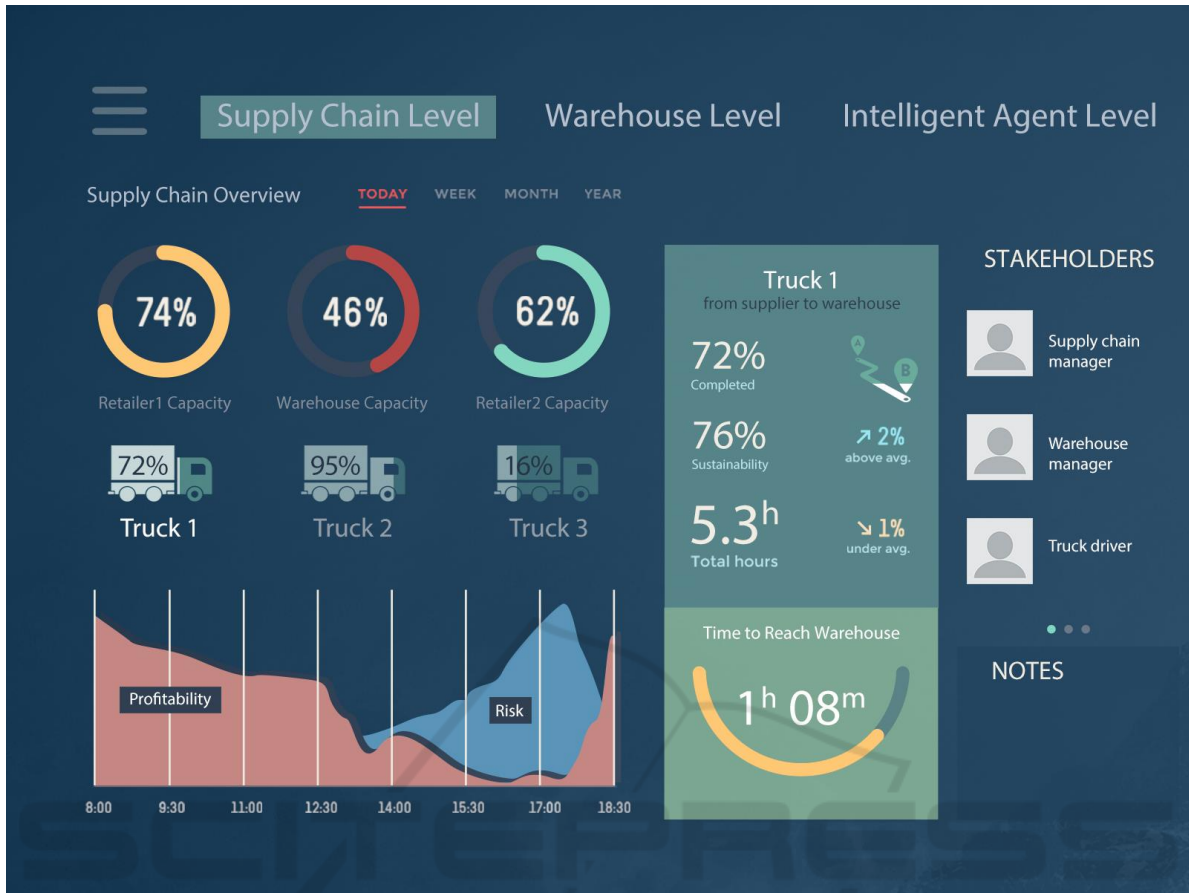 Supply Chain Level
Warehouse Level
Intelligent Agent Level
Supply Chain Overview
TODAY
WEEK
MONTH
YEAR
74%
46%
62%
Retailer1 Capacity
Warehouse Capacity
Retailer2 Capacity
72%
95%
16%
Truck 1
Truck 2
Truck 3
Profitability
Risk
8:00
9:30
11:00
12:30
14:00
15:30
17:00
18:30
Truck 1
from supplier to warehouse
72%
Completed
A
B
76%
Sustainability
2%
above avg.
5.3h
Total hours
1%
under avg.
Time to Reach Warehouse
1h 08m
STAKEHOLDERS
Supply chain
manager
Warehouse
manager
Truck driver
NOTES
SCITEPRESS